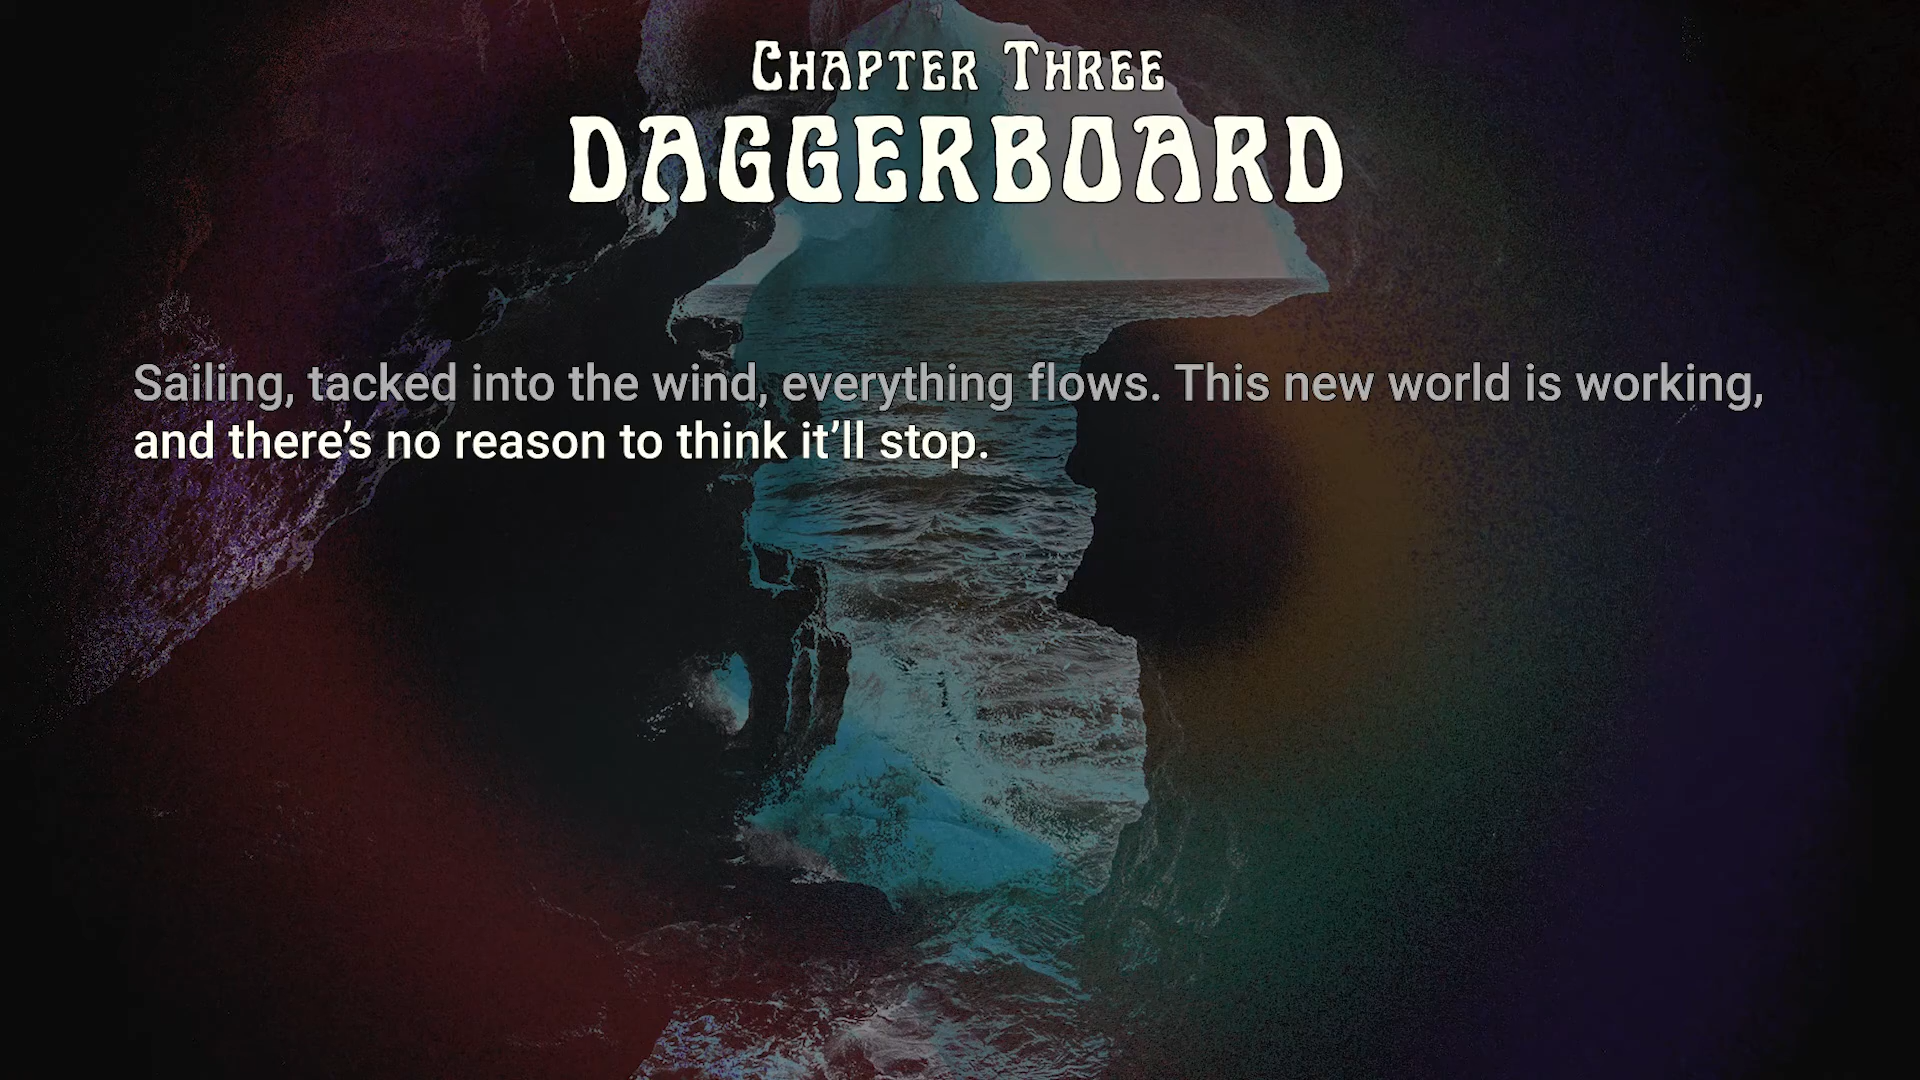 Chapter Three
DAGGERBOARD
Sailing, tacked into the wind, everything flows. This new world is working,
and there’s no reason to think it’ll stop.